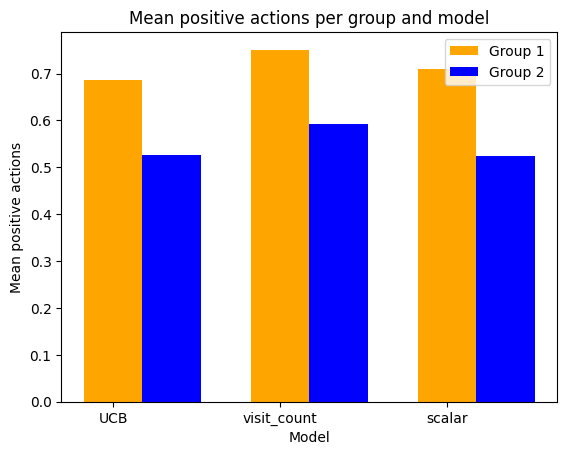 Mean positive actions per group and model
Group 1
Group 2
Mean positive actions
0.7
0.6
0.5
0.4
0.3
0.2
0.1
0.0
UCB
visit_count
scalar
Model